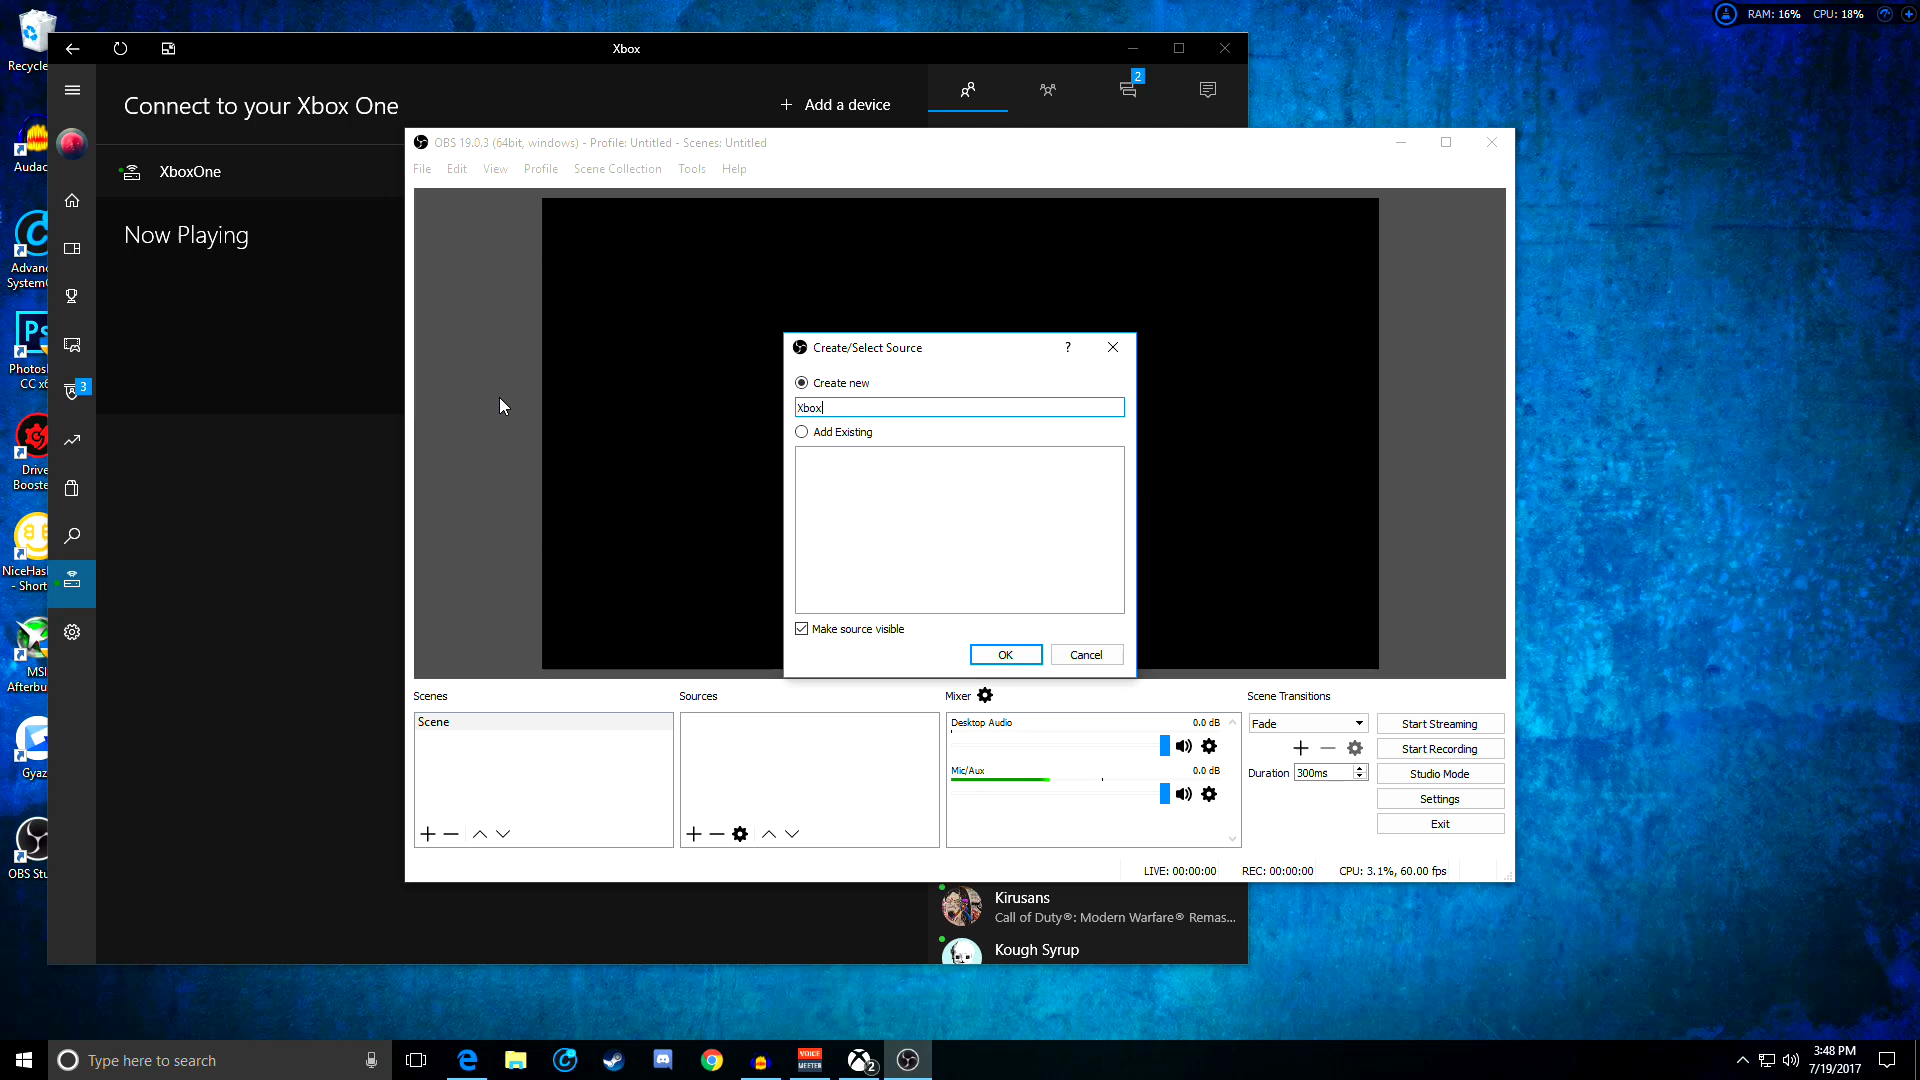 RAM: 16% CPU: 18%
Recycle
Xbox
Connect to your Xbox One
Add a device
2
XboxOne
Now Playing
3
Audac
Advan
System
Photos
CC x6
Drive
Booste
NiceHas
- Short
MSI
Afterbu
Gyaz
OBS Stu
OBS 19.0.3 (64bit, windows) - Profile: Untitled - Scenes: Untitled
File Edit View Profile Scene Collection Tools Help
Create/Select Source
?
Create new
Xbox
Add Existing
Make source visible
OK Cancel
Scenes
Scene
Sources
Mixer
Desktop Audio 0.0 dB
Mic/Aux 0.0 dB
Scene Transitions
Fade
Duration 300ms
Start Streaming
Start Recording
Studio Mode
Settings
Exit
LIVE: 00:00:00 REC: 00:00:00 CPU: 3.1%, 60.00 fps
Kirusans
Call of Duty®: Modern Warfare® Remas...
Kough Syrup
Type here to search
VOICE
MEETER
2
3:48 PM
7/19/2017